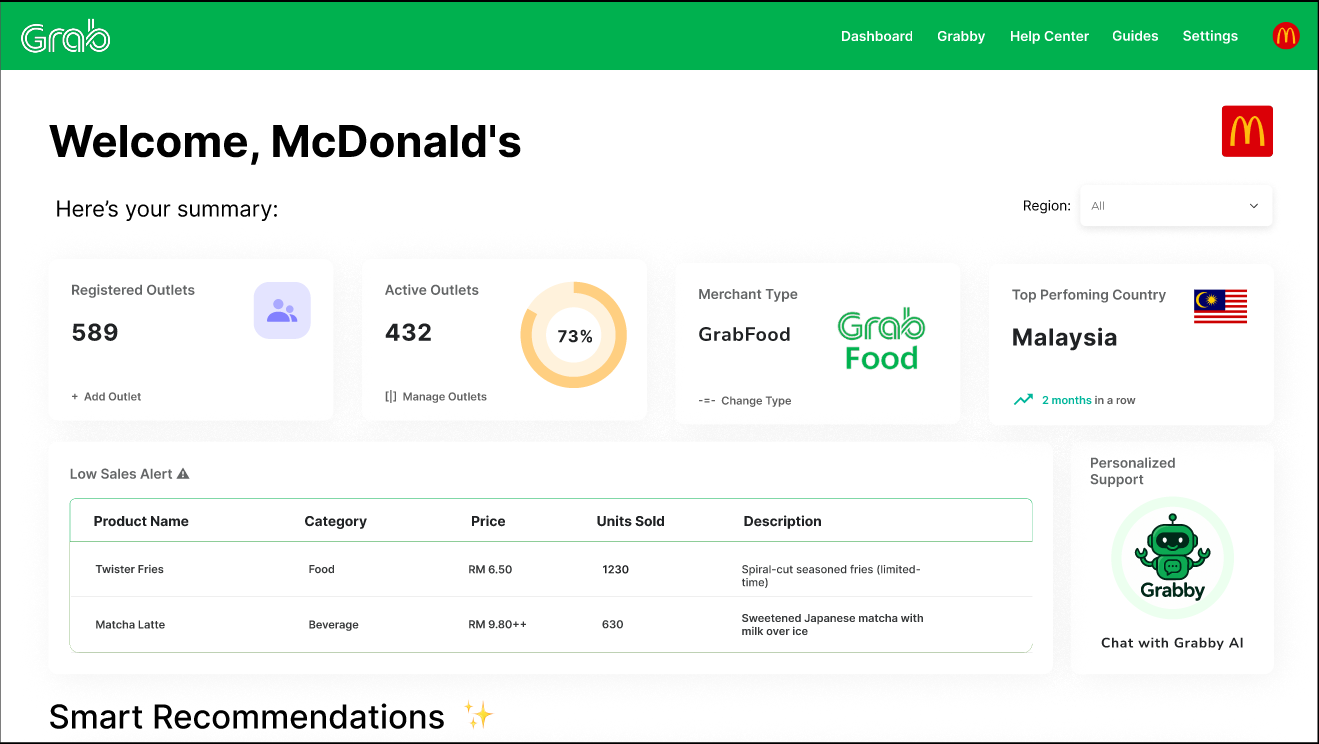 Grab
Dashboard Grabby Help Center Guides Settings
Welcome, McDonald's
Here's your summary:
Region: All
Registered Outlets
589
+ Add Outlet
Active Outlets
432
73%
[|] Manage Outlets
Merchant Type
GrabFood
Grab
Food
-=- Change Type
Top Perfoming Country
Malaysia
2 months in a row
Low Sales Alert
Product Name Category Price Units Sold Description
Twister Fries Food RM 6.50 1230 Spiral-cut seasoned fries (limited-
time)
Matcha Latte Beverage RM 9.80++ 630 Sweetened Japanese matcha with
milk over ice
Personalized
Support
Grabby
Chat with Grabby AI
Smart Recommendations